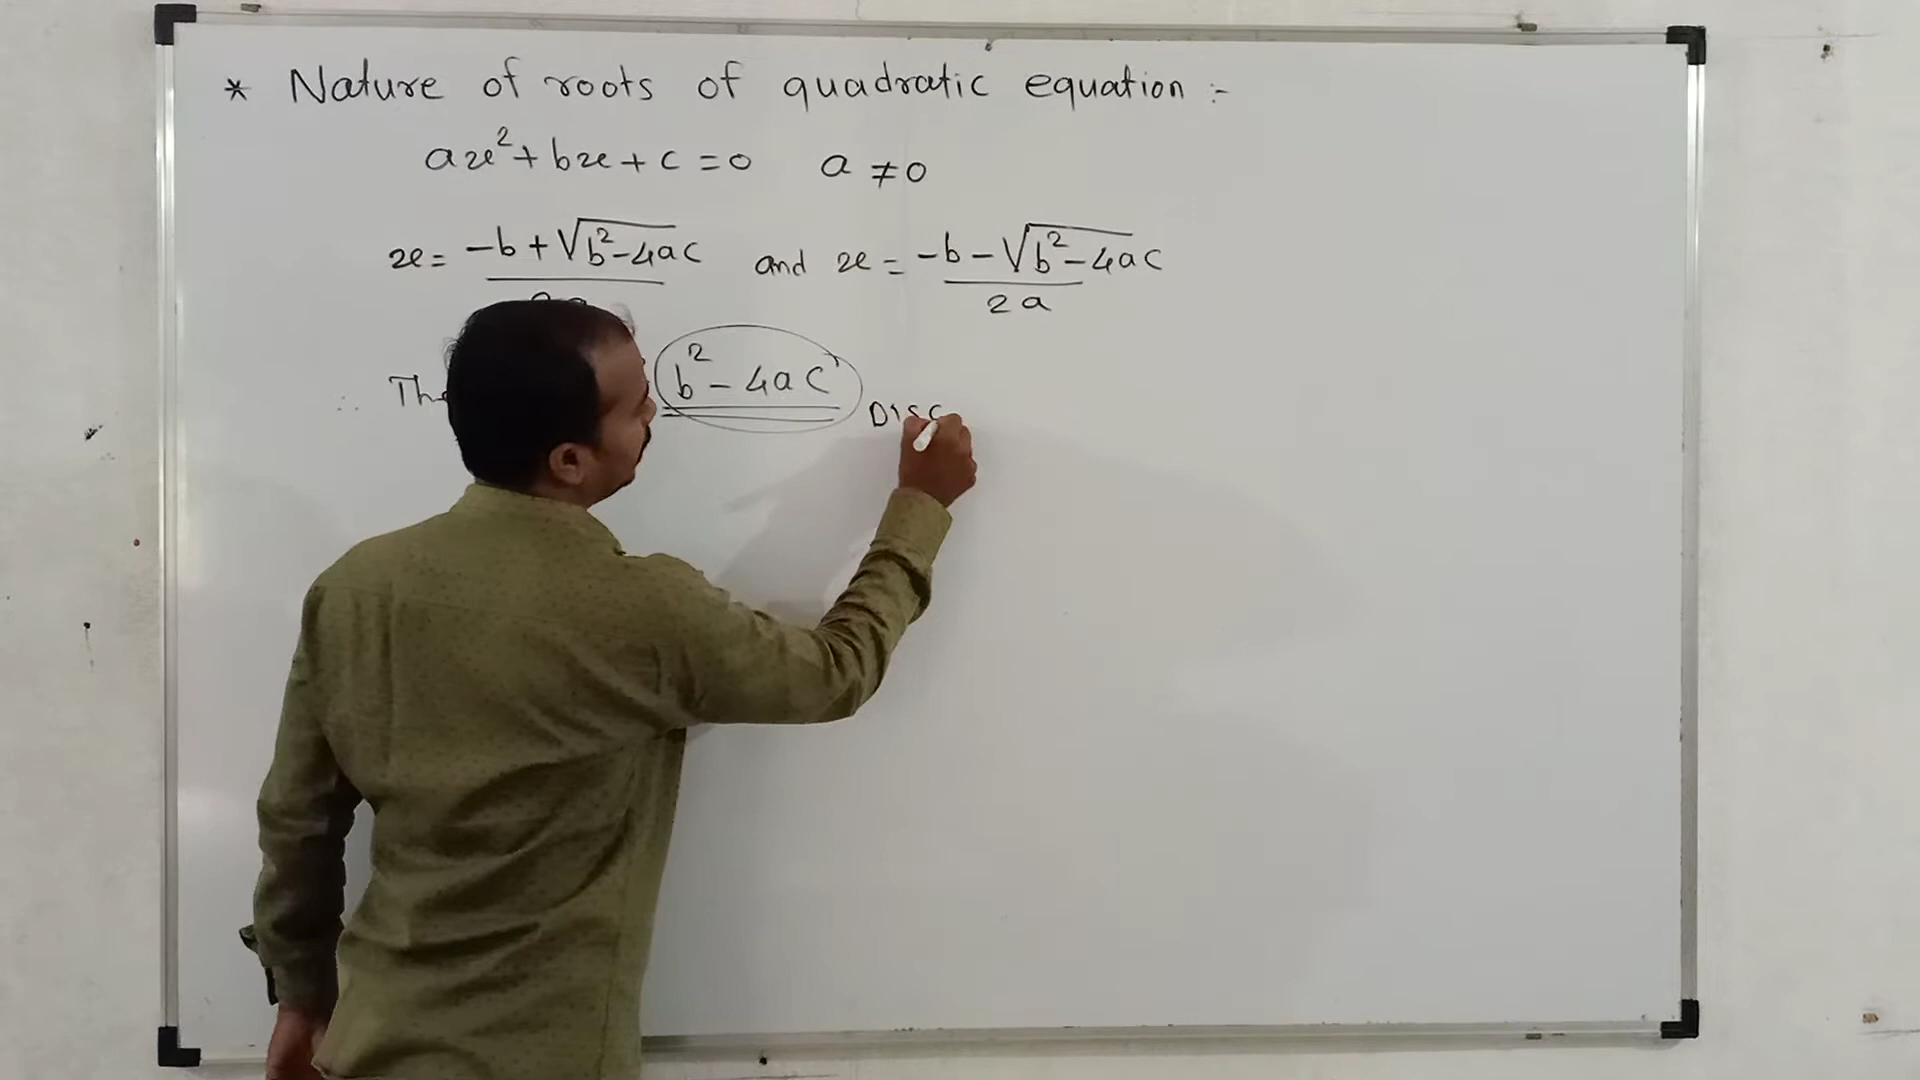 * Nature of roots of quadratic equation :-
ax²+bx+c=0 a≠0
x= -b+√b²-4ac and x= -b-√b²-4ac
2a
∴ b²-4ac
Disc